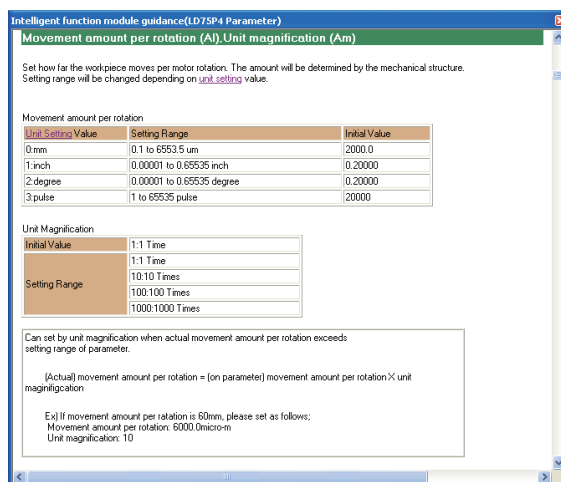 Intelligent function module guidance(LD75P4 Parameter)
Movement amount per rotation (Al),Unit magnification (Am)
Set how far the workpiece moves per motor rotation. The amount will be determined by the mechanical structure.
Setting range will be changed depending on unit setting value.
Movement amount per rotation
Unit Setting Value Setting Range Initial Value
0:mm 0.1 to 6553.5 um 2000.0
1:inch 0.00001 to 0.65535 inch 0.20000
2:degree 0.00001 to 0.65535 degree 0.20000
3:pulse 1 to 65535 pulse 20000
Unit Magnification
Initial Value 1:1 Time
Setting Range
1:1 Time
10:10 Times
100:100 Times
1000:1000 Times
Can set by unit magnification when actual movement amount per rotation exceeds
setting range of parameter.
(Actual) movement amount per rotation = (on parameter) movement amount per rotation X unit
maginifigcation
Ex) If movement amount per ratation is 60mm, please set as follows;
Movement amount per rotation: 6000.0micro-m
Unit magnification: 10